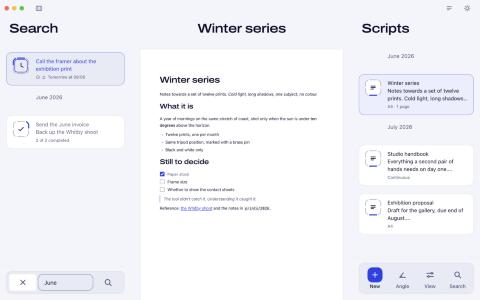 Search
Call the framer about the
exhibition print
Tomorrow at 09:00
June 2026
Send the June invoice
Back up the Whitby shoot
2 of 2 completed
June
Winter series
Winter series
Notes towards a set of twelve prints. Cold light, long shadows, one subject, no colour.
What it is
A year of mornings on the same stretch of coast, shot only when the sun is under ten
degrees above the horizon.
- Twelve prints, one per month
- Same tripod position, marked with a brass pin
- Black and white only
Still to decide
Paper stock
Frame size
Whether to show the contact sheets
The tool didn't catch it; understanding it caught it.
Reference: the Whitby shoot and the notes in
Scripts
June 2026
Winter series
Notes towards a set of twelve
prints. Cold light, long shadows...
A4 · 1 page
July 2026
Studio handbook
Everything a second pair of
hands needs on day one....
Continuous
Exhibition proposal
Draft for the gallery, due end of
August....
A4
New
Angle
View
Search